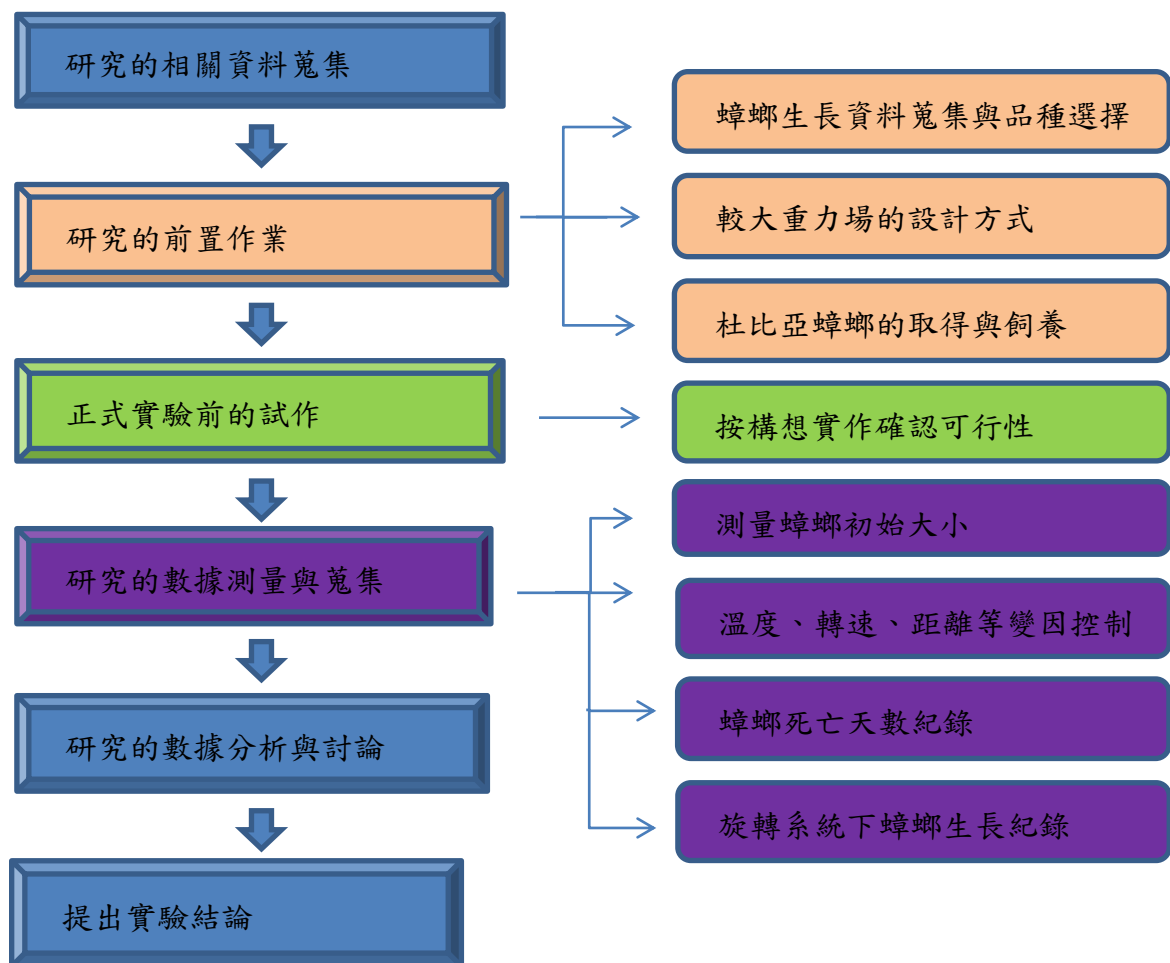 研究的相關資料蒐集
研究的前置作業
蟑螂生長資料蒐集與品種選擇
較大重力場的設計方式
杜比亞蟑螂的取得與飼養
正式實驗前的試作
按構想實作確認可行性
研究的數據測量與蒐集
測量蟑螂初始大小
溫度、轉速、距離等變因控制
蟑螂死亡天數紀錄
旋轉系統下蟑螂生長紀錄
研究的數據分析與討論
提出實驗結論